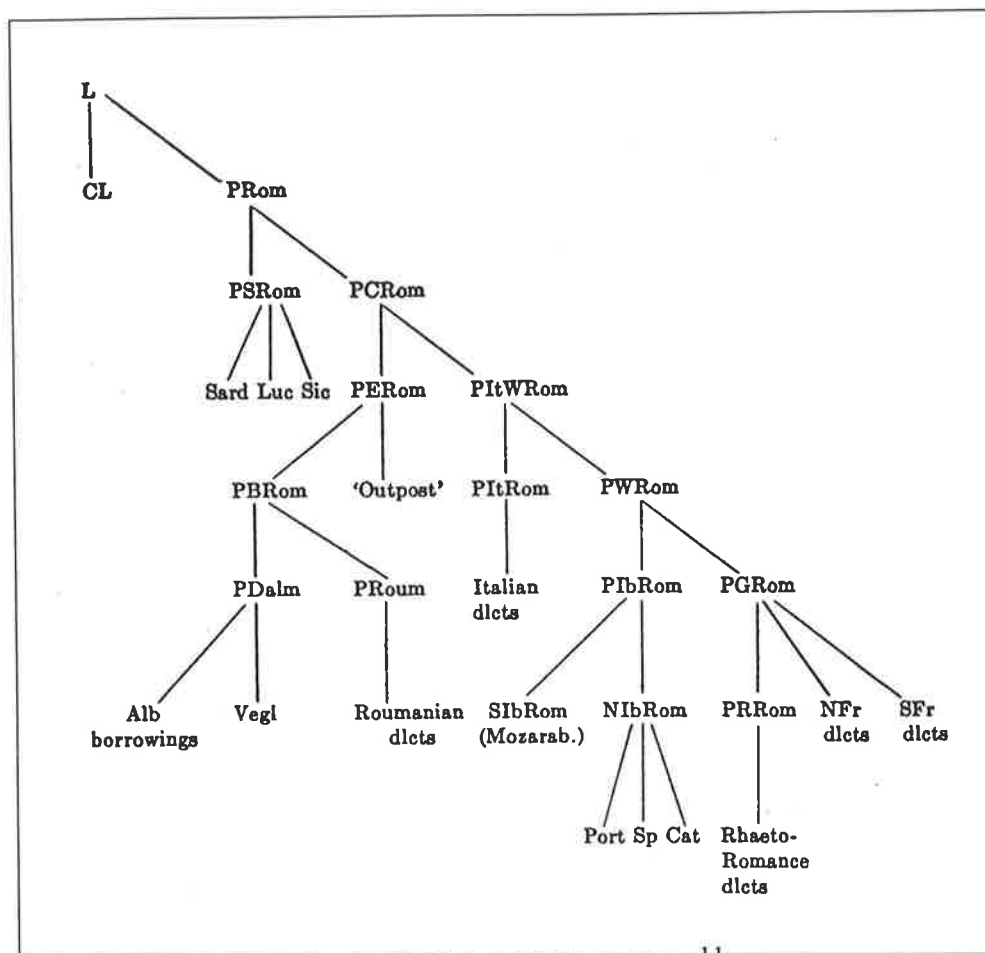 L
CL PRom
PSRom PCRom
Sard Luc Sic PERom PItWRom
PBRom 'Outpost' PItRom PWRom
PDalm PRoum Italian dlcts PIbRom PGRom
Alb borrowings Vegl Roumanian dlcts SIbRom (Mozarab.) NIbRom PRRom NFr dlcts SFr dlcts
Port Sp Cat Rhaeto-
Romance
dlcts